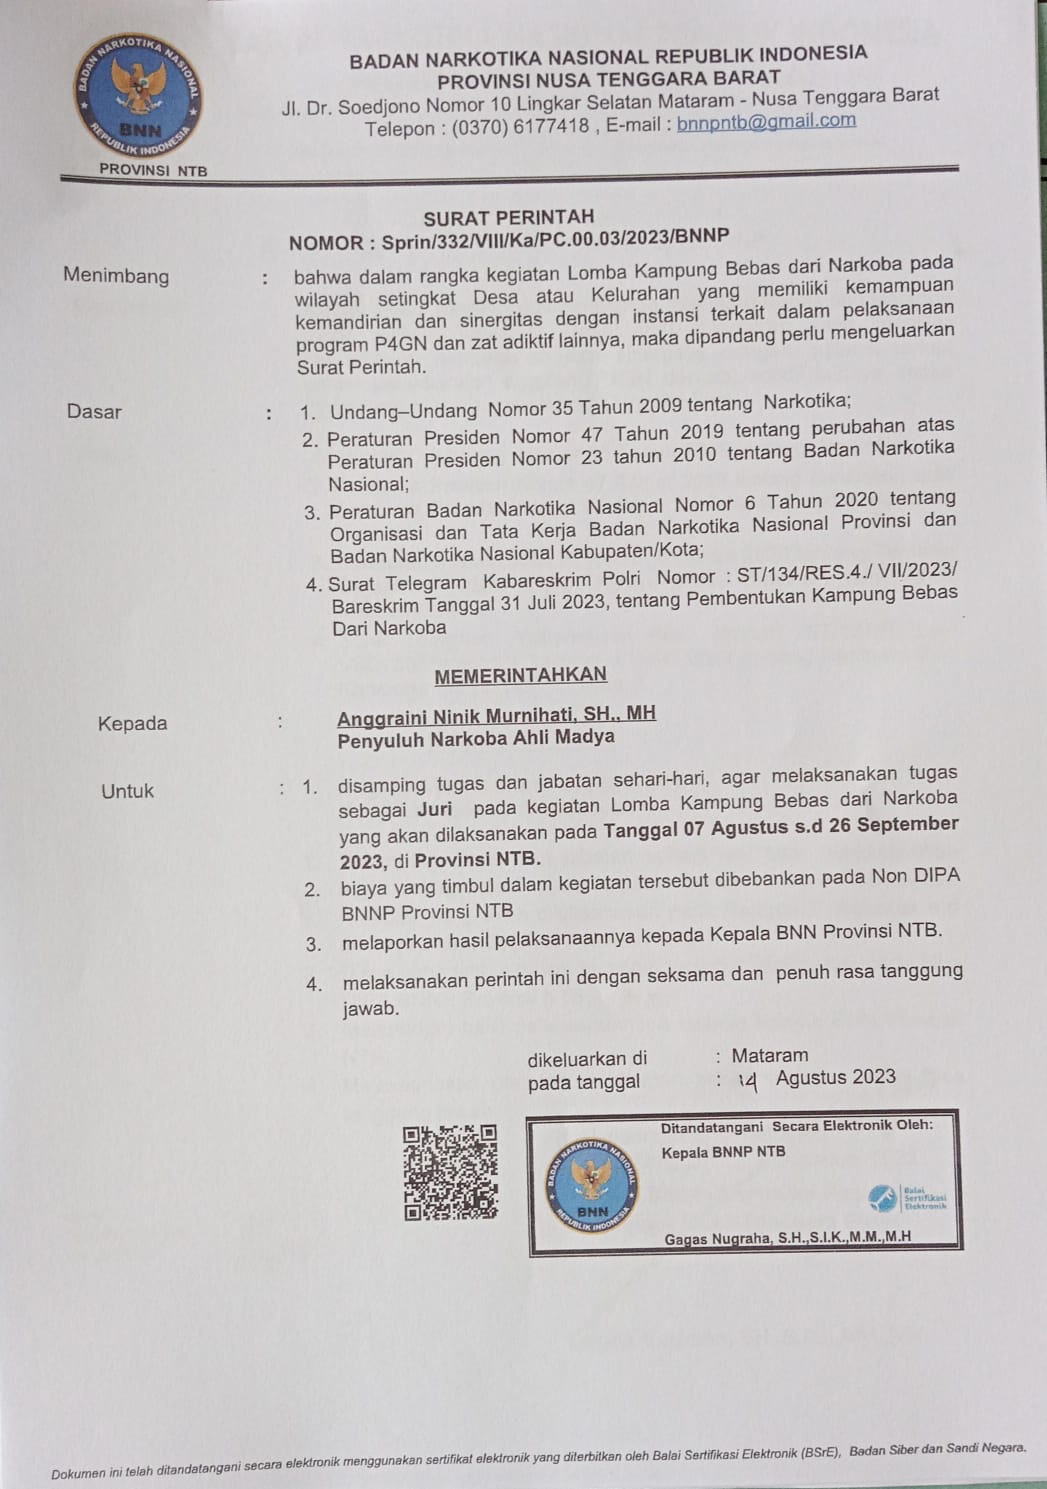 BADAN NARKOTIKA NASIONAL
BNN
REPUBLIK INDONESIA
PROVINSI NTB
BADAN NARKOTIKA NASIONAL REPUBLIK INDONESIA
PROVINSI NUSA TENGGARA BARAT
Jl. Dr. Soedjono Nomor 10 Lingkar Selatan Mataram - Nusa Tenggara Barat
Telepon : (0370) 6177418 , E-mail : bnnpntb@gmail.com
SURAT PERINTAH
NOMOR : Sprin/332/VIII/Ka/PC.00.03/2023/BNNP
Menimbang : bahwa dalam rangka kegiatan Lomba Kampung Bebas dari Narkoba pada
wilayah setingkat Desa atau Kelurahan yang memiliki kemampuan
kemandirian dan sinergitas dengan instansi terkait dalam pelaksanaan
program P4GN dan zat adiktif lainnya, maka dipandang perlu mengeluarkan
Surat Perintah.
Dasar : 1. Undang–Undang Nomor 35 Tahun 2009 tentang Narkotika;
2. Peraturan Presiden Nomor 47 Tahun 2019 tentang perubahan atas
Peraturan Presiden Nomor 23 tahun 2010 tentang Badan Narkotika
Nasional;
3. Peraturan Badan Narkotika Nasional Nomor 6 Tahun 2020 tentang
Organisasi dan Tata Kerja Badan Narkotika Nasional Provinsi dan
Badan Narkotika Nasional Kabupaten/Kota;
4. Surat Telegram Kabareskrim Polri Nomor : ST/134/RES.4./ VII/2023/
Bareskrim Tanggal 31 Juli 2023, tentang Pembentukan Kampung Bebas
Dari Narkoba
MEMERINTAHKAN
Kepada : Anggraini Ninik Murnihati, SH., MH
Penyuluh Narkoba Ahli Madya
Untuk : 1. disamping tugas dan jabatan sehari-hari, agar melaksanakan tugas
sebagai Juri pada kegiatan Lomba Kampung Bebas dari Narkoba
yang akan dilaksanakan pada Tanggal 07 Agustus s.d 26 September
2023, di Provinsi NTB.
2. biaya yang timbul dalam kegiatan tersebut dibebankan pada Non DIPA
BNNP Provinsi NTB
3. melaporkan hasil pelaksanaannya kepada Kepala BNN Provinsi NTB.
4. melaksanakan perintah ini dengan seksama dan penuh rasa tanggung
jawab.
dikeluarkan di : Mataram
pada tanggal : 14 Agustus 2023
Ditandatangani Secara Elektronik Oleh:
Kepala BNNP NTB
BADAN NARKOTIKA NASIONAL
BNN
REPUBLIK INDONESIA
Balai
Sertifikasi
Elektronik
Gagas Nugraha, S.H.,S.I.K.,M.M.,M.H
Dokumen ini telah ditandatangani secara elektronik menggunakan sertifikat elektronik yang diterbitkan oleh Balai Sertifikasi Elektronik (BSrE), Badan Siber dan Sandi Negara.